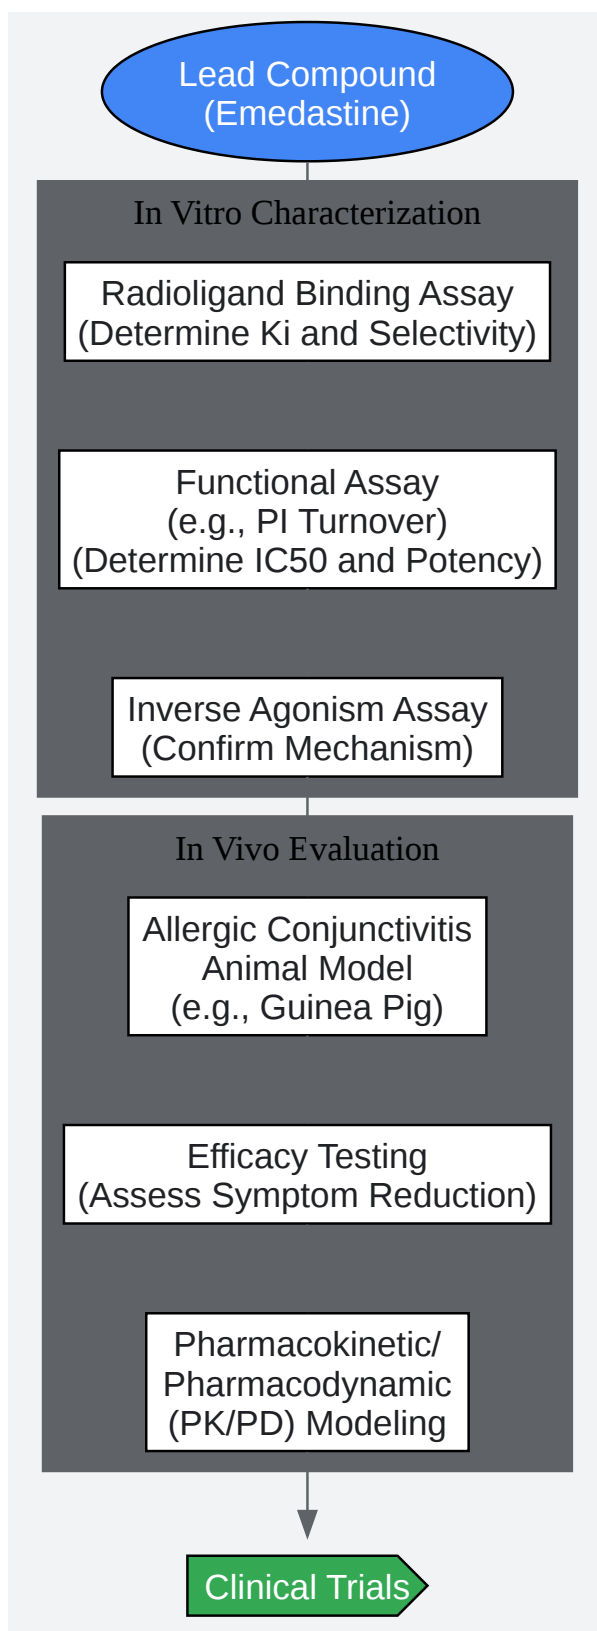 Lead Compound
(Emedastine)
In Vitro Characterization
Radioligand Binding Assay
(Determine Ki and Selectivity)
Functional Assay
(e.g., PI Turnover)
(Determine IC50 and Potency)
Inverse Agonism Assay
(Confirm Mechanism)
In Vivo Evaluation
Allergic Conjunctivitis
Animal Model
(e.g., Guinea Pig)
Efficacy Testing
(Assess Symptom Reduction)
Pharmacokinetic/
Pharmacodynamic
(PK/PD) Modeling
Clinical Trials